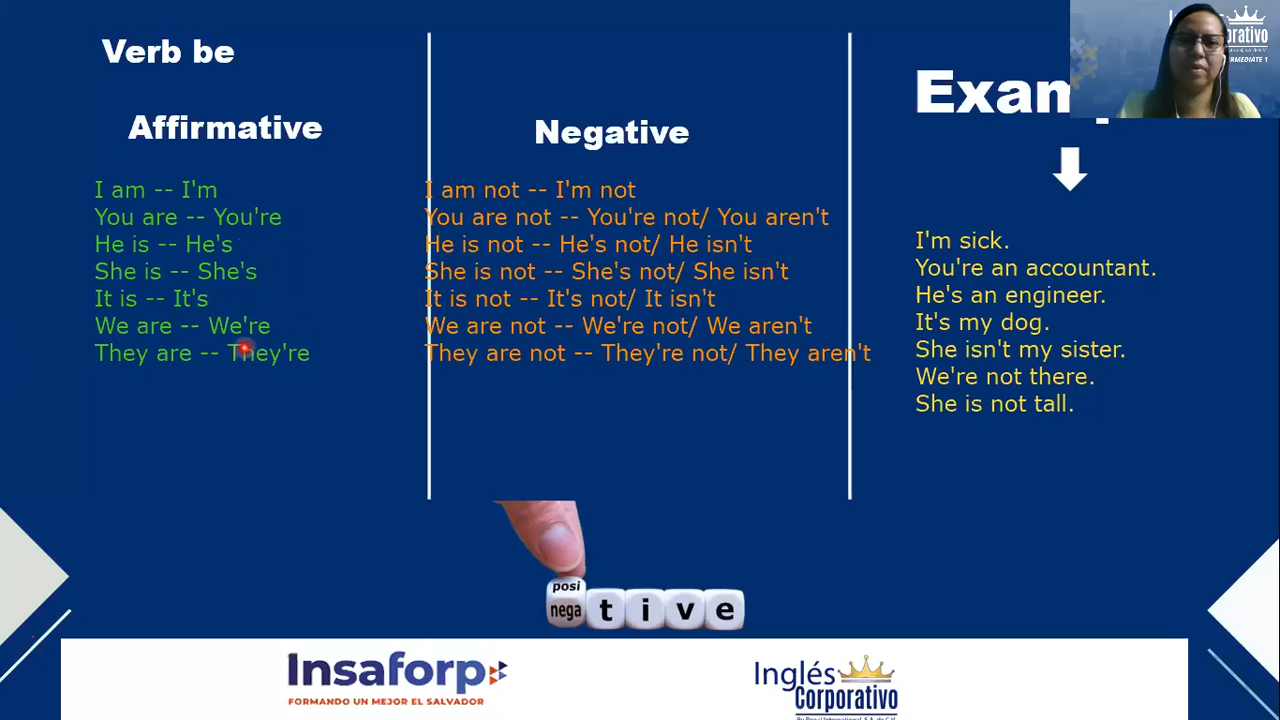 Verb be
Affirmative
I am -- I'm
You are -- You're
He is -- He's
She is -- She's
It is -- It's
We are -- We're
They are -- They're
Negative
I am not -- I'm not
You are not -- You're not/ You aren't
He is not -- He's not/ He isn't
She is not -- She's not/ She isn't
It is not -- It's not/ It isn't
We are not -- We're not/ We aren't
They are not -- They're not/ They aren't
Exam
I'm sick.
You're an accountant.
He's an engineer.
It's my dog.
She isn't my sister.
We're not there.
She is not tall.
posi
nega t i v e
Insaforp
FORMANDO UN MEJOR EL SALVADOR
Inglés
Corporativo